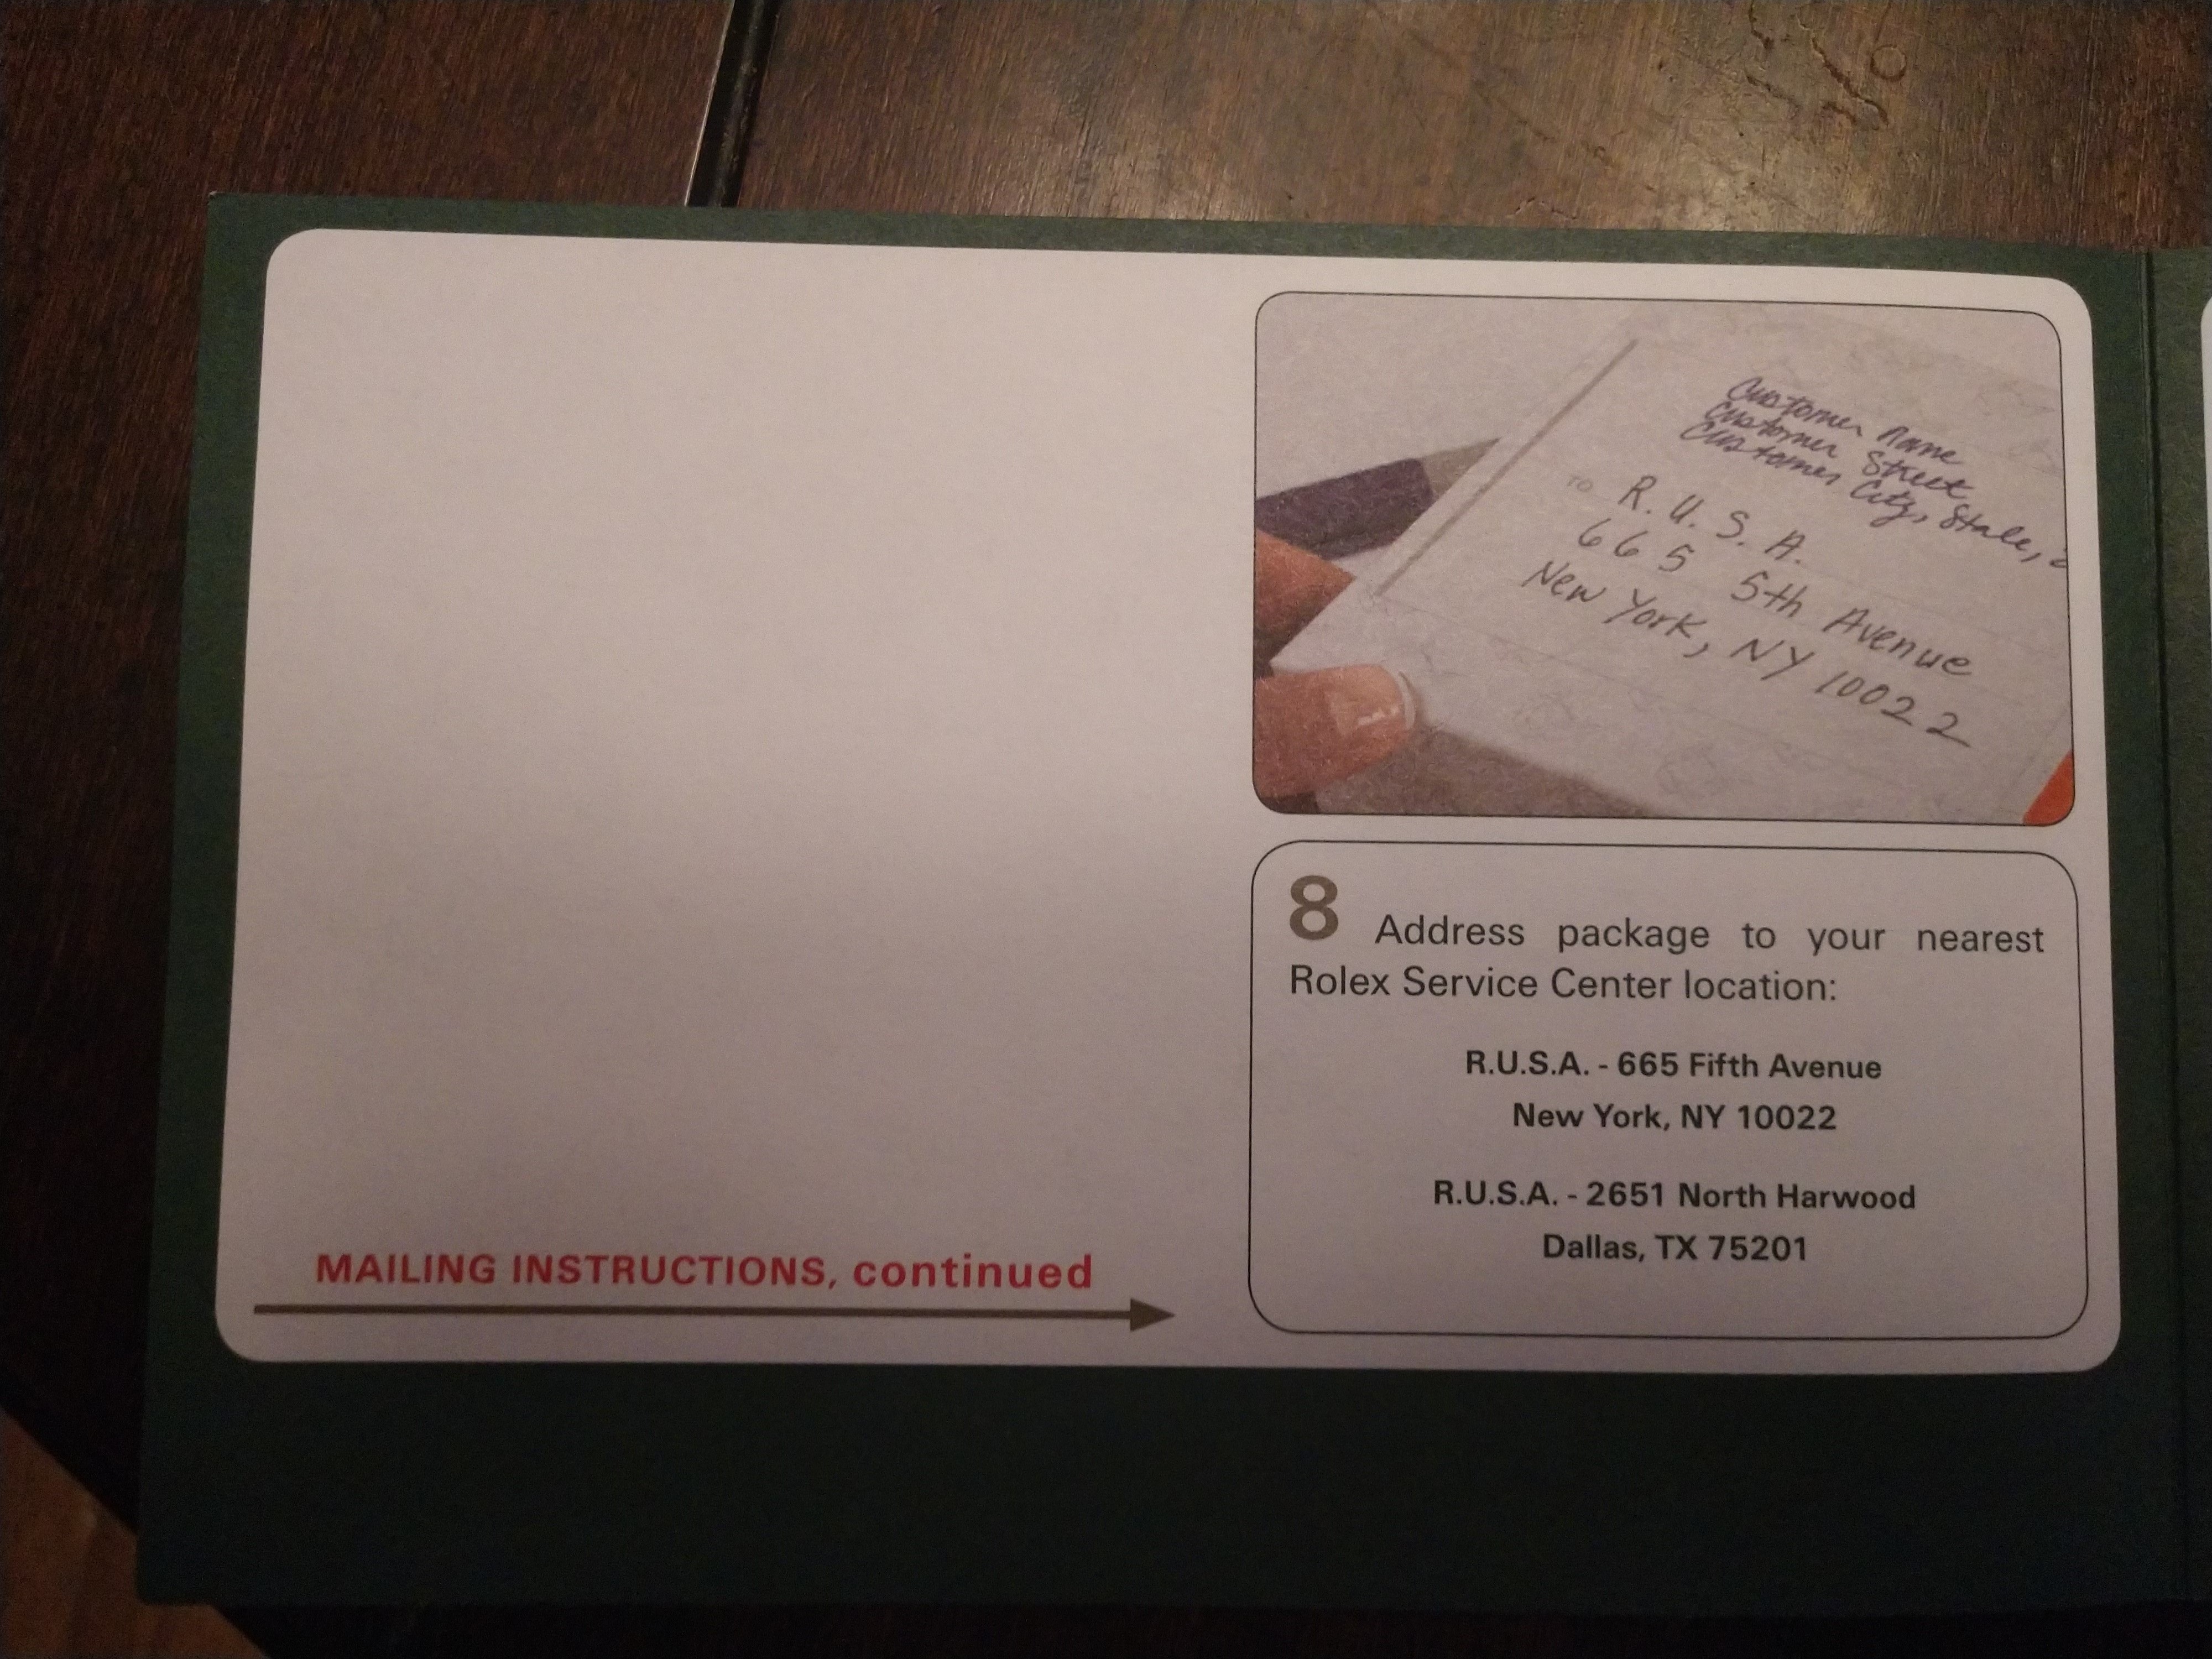 Customer Name
Customer Street
Customer City, State,
TO R. U. S. A.
665 5th Avenue
New York, NY 10022
8 Address package to your nearest
Rolex Service Center location:
R.U.S.A. - 665 Fifth Avenue
New York, NY 10022
R.U.S.A. - 2651 North Harwood
Dallas, TX 75201
MAILING INSTRUCTIONS, continued